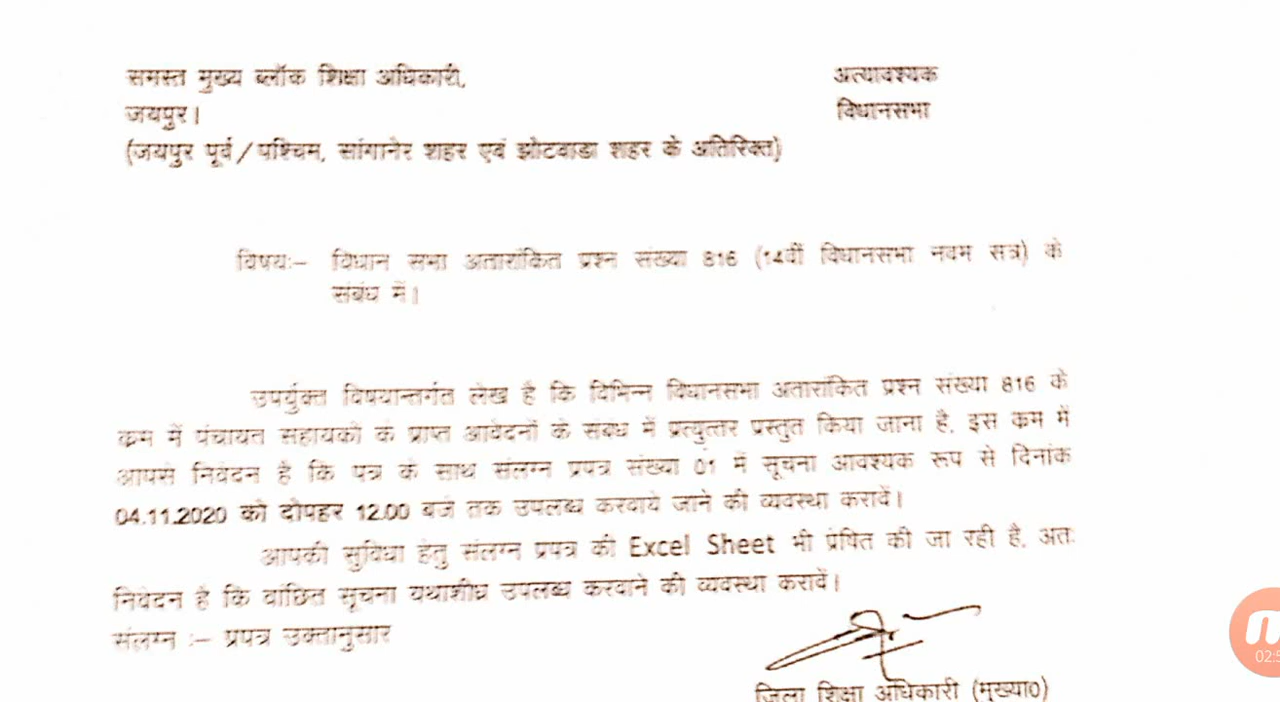 समस्त मुख्य ब्लॉक शिक्षा अधिकारी,
अत्यावश्यक
जयपुर।
विधानसभा
(जयपुर पूर्व/पश्चिम, सांगानेर शहर एवं झोटवाडा शहर के अतिरिक्त)
विषयः– विधान सभा अतारांकित प्रश्न संख्या 816 (14वीं विधानसभा नवम सत्र) के
संबंध में।
उपर्युक्त विषयान्तर्गत लेख है कि विभिन्न विधानसभा अतारांकित प्रश्न संख्या 816 के
क्रम में पंचायत सहायकों के प्राप्त आवेदनों के संबंध में प्रत्युत्तर प्रस्तुत किया जाना है, इस क्रम में
आपसे निवेदन है कि पत्र के साथ संलग्न प्रपत्र संख्या 01 में सूचना आवश्यक रूप से दिनांक
04.11.2020 को दोपहर 12.00 बजे तक उपलब्ध करवाये जाने की व्यवस्था करावें।
आपकी सुविधा हेतु संलग्न प्रपत्र की Excel Sheet भी प्रेषित की जा रही है, अतः
निवेदन है कि वांछित सूचना यथाशीघ्र उपलब्ध करवाने की व्यवस्था करावें।
संलग्न :– प्रपत्र उक्तानुसार
जिला शिक्षा अधिकारी (मुख्या0)